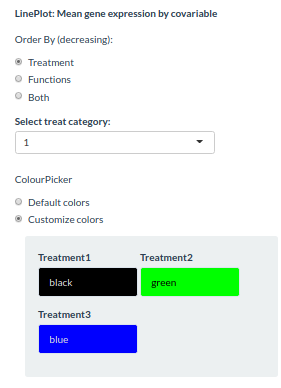 LinePlot: Mean gene expression by covariable
Order By (decreasing):
Treatment
Functions
Both
Select treat category:
1
ColourPicker
Default colors
Customize colors
Treatment1 Treatment2
black green
Treatment3
blue